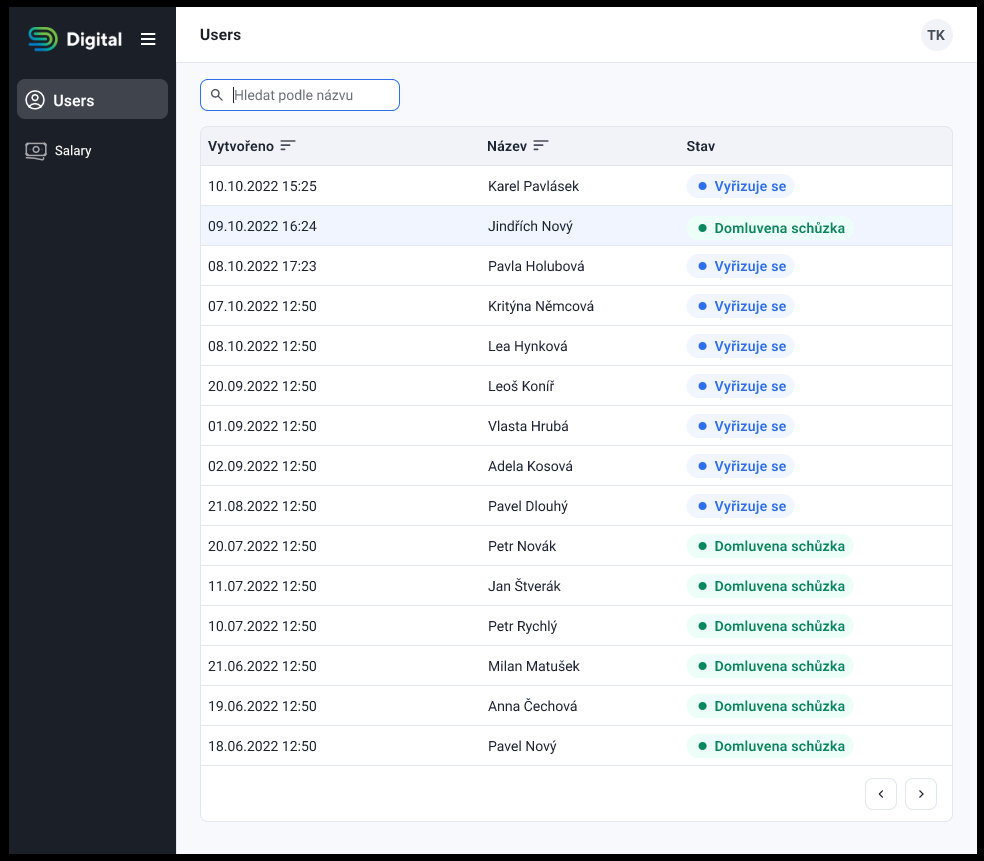 Digital
Users
TK
Users
Salary
Hledat podle názvu
Vytvořeno Název Stav
10.10.2022 15:25 Karel Pavlásek Vyřizuje se
09.10.2022 16:24 Jindřích Nový Domluvena schůzka
08.10.2022 17:23 Pavla Holubová Vyřizuje se
07.10.2022 12:50 Kritýna Němcová Vyřizuje se
08.10.2022 12:50 Lea Hynková Vyřizuje se
20.09.2022 12:50 Leoš Koníř Vyřizuje se
01.09.2022 12:50 Vlasta Hrubá Vyřizuje se
02.09.2022 12:50 Adela Kosová Vyřizuje se
21.08.2022 12:50 Pavel Dlouhý Vyřizuje se
20.07.2022 12:50 Petr Novák Domluvena schůzka
11.07.2022 12:50 Jan Štverák Domluvena schůzka
10.07.2022 12:50 Petr Rychlý Domluvena schůzka
21.06.2022 12:50 Milan Matušek Domluvena schůzka
19.06.2022 12:50 Anna Čechová Domluvena schůzka
18.06.2022 12:50 Pavel Nový Domluvena schůzka